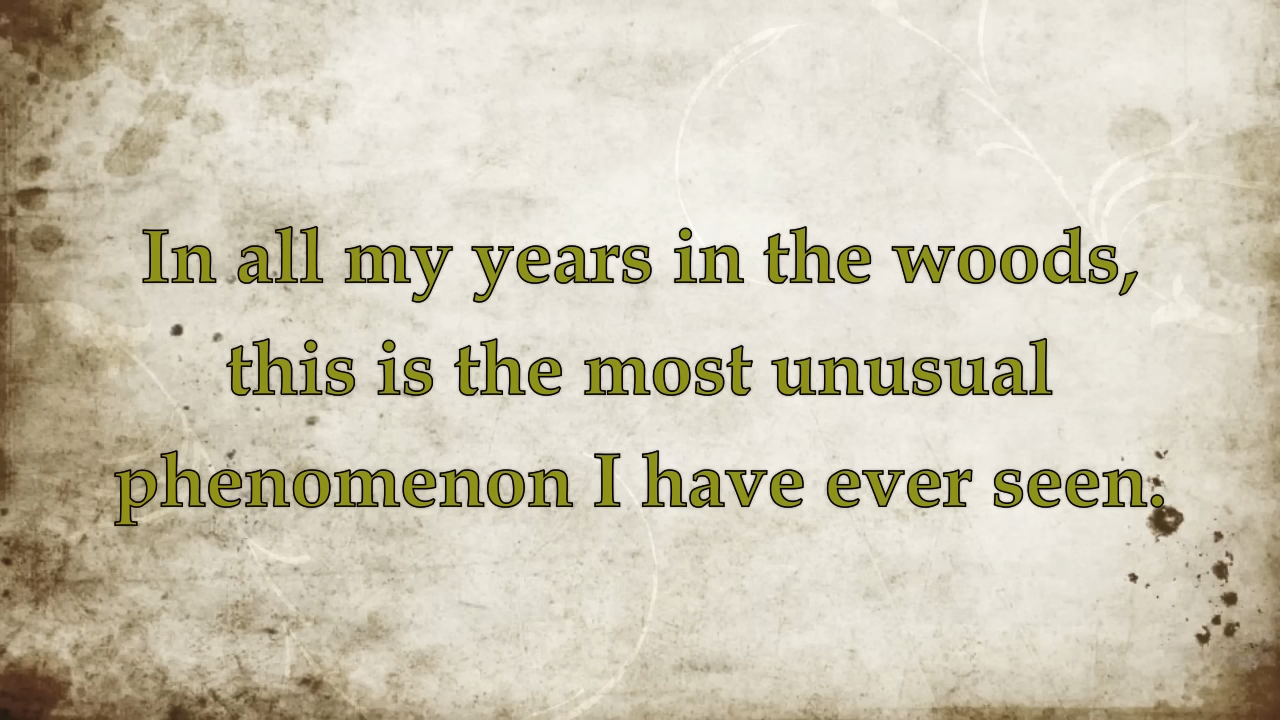 In all my years in the woods,
this is the most unusual
phenomenon I have ever seen.